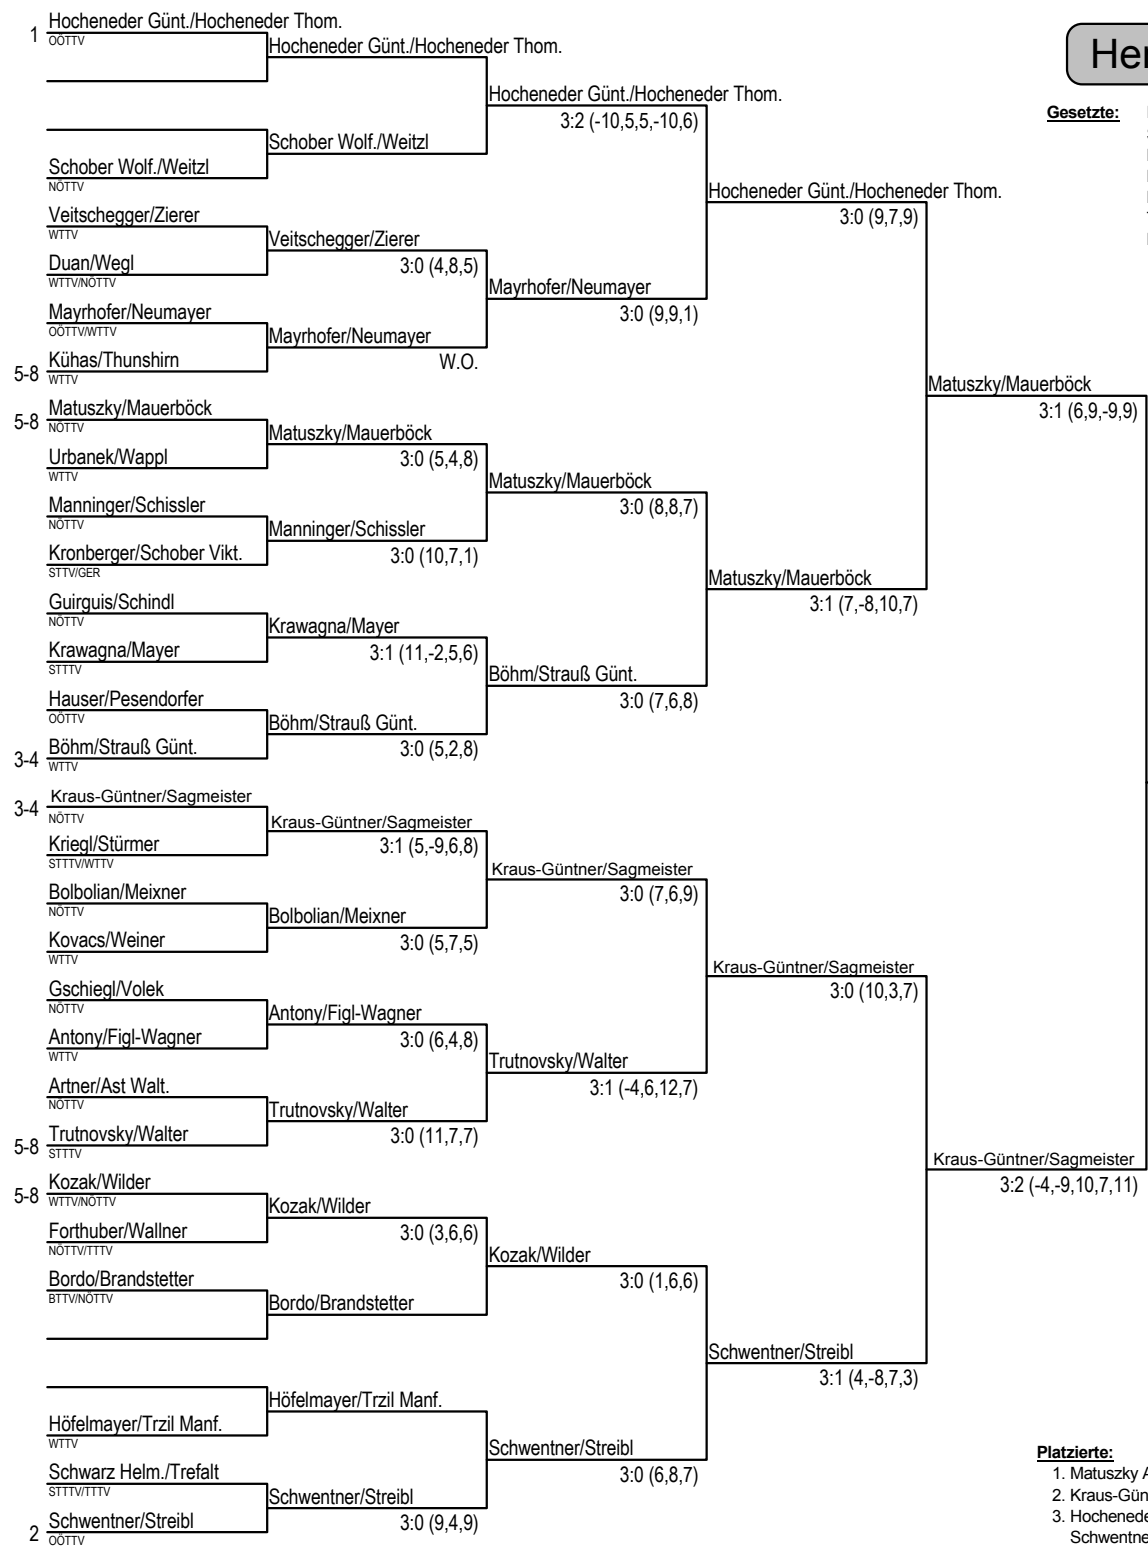 1
Hocheneder Günt./Hocheneder Thom.
OÖTTV
Schober Wolf./Weitzl
NÖTTV
Veitschegger/Zierer
WTTV
Duan/Wegl
WTTV/NÖTTV
Mayrhofer/Neumayer
OÖTTV/WTTV
5-8
Kühas/Thunshirn
WTTV
5-8
Matuszky/Mauerböck
NÖTTV
Urbanek/Wappl
WTTV
Manninger/Schissler
NÖTTV
Kronberger/Schober Vikt.
STTV/GER
Guirguis/Schindl
NÖTTV
Krawagna/Mayer
STTTV
Hauser/Pesendorfer
OÖTTV
3-4
Böhm/Strauß Günt.
WTTV
3-4
Kraus-Güntner/Sagmeister
NÖTTV
Kriegl/Stürmer
STTTV/WTTV
Bolbolian/Meixner
NÖTTV
Kovacs/Weiner
WTTV
Gschiegl/Volek
NÖTTV
Antony/Figl-Wagner
WTTV
Artner/Ast Walt.
NÖTTV
5-8
Trutnovsky/Walter
STTTV
5-8
Kozak/Wilder
WTTV/NÖTTV
Forthuber/Wallner
NÖTTV/TTTV
Bordo/Brandstetter
BTTV/NÖTTV
Höfelmayer/Trzil Manf.
WTTV
Schwarz Helm./Trefalt
STTTV/TTTV
2
Schwentner/Streibl
OÖTTV
Hocheneder Günt./Hocheneder Thom.
Schober Wolf./Weitzl
Veitschegger/Zierer
3:0 (4,8,5)
Mayrhofer/Neumayer
W.O.
Matuszky/Mauerböck
3:0 (5,4,8)
Manninger/Schissler
3:0 (10,7,1)
Krawagna/Mayer
3:1 (11,-2,5,6)
Böhm/Strauß Günt.
3:0 (5,2,8)
Kraus-Güntner/Sagmeister
3:1 (5,-9,6,8)
Bolbolian/Meixner
3:0 (5,7,5)
Antony/Figl-Wagner
3:0 (6,4,8)
Trutnovsky/Walter
3:0 (11,7,7)
Kozak/Wilder
3:0 (3,6,6)
Bordo/Brandstetter
Höfelmayer/Trzil Manf.
Schwentner/Streibl
3:0 (9,4,9)
Hocheneder Günt./Hocheneder Thom.
3:2 (-10,5,5,-10,6)
Mayrhofer/Neumayer
3:0 (9,9,1)
Matuszky/Mauerböck
3:0 (8,8,7)
Böhm/Strauß Günt.
3:0 (7,6,8)
Kraus-Güntner/Sagmeister
3:0 (7,6,9)
Trutnovsky/Walter
3:1 (-4,6,12,7)
Kozak/Wilder
3:0 (1,6,6)
Schwentner/Streibl
3:0 (6,8,7)
Hocheneder Günt./Hocheneder Thom.
3:0 (9,7,9)
Matuszky/Mauerböck
3:1 (7,-8,10,7)
Kraus-Güntner/Sagmeister
3:0 (10,3,7)
Schwentner/Streibl
3:1 (4,-8,7,3)
Matuszky/Mauerböck
3:1 (6,9,-9,9)
Kraus-Güntner/Sagmeister
3:2 (-4,-9,10,7,11)
Gesetzte:
Platzierte:
1. Matuszky
2. Kraus-Gün
3. Hochenede
Schwentne